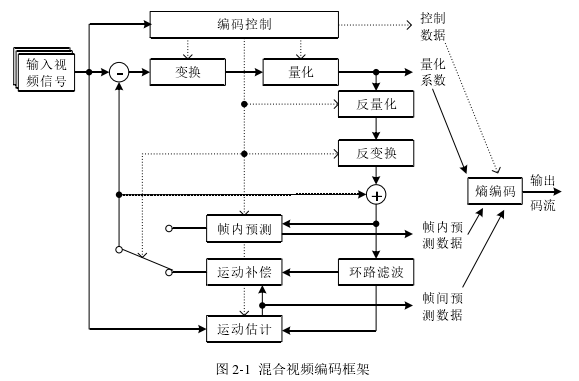 编码控制
控制
数据
输入视
频信号
-
变换
量化
量化
系数
反量化
反变换
熵编码
输出
码流
+
帧内预测
帧内预
测数据
运动补偿
环路滤波
帧间预
测数据
运动估计
图 2-1 混合视频编码框架